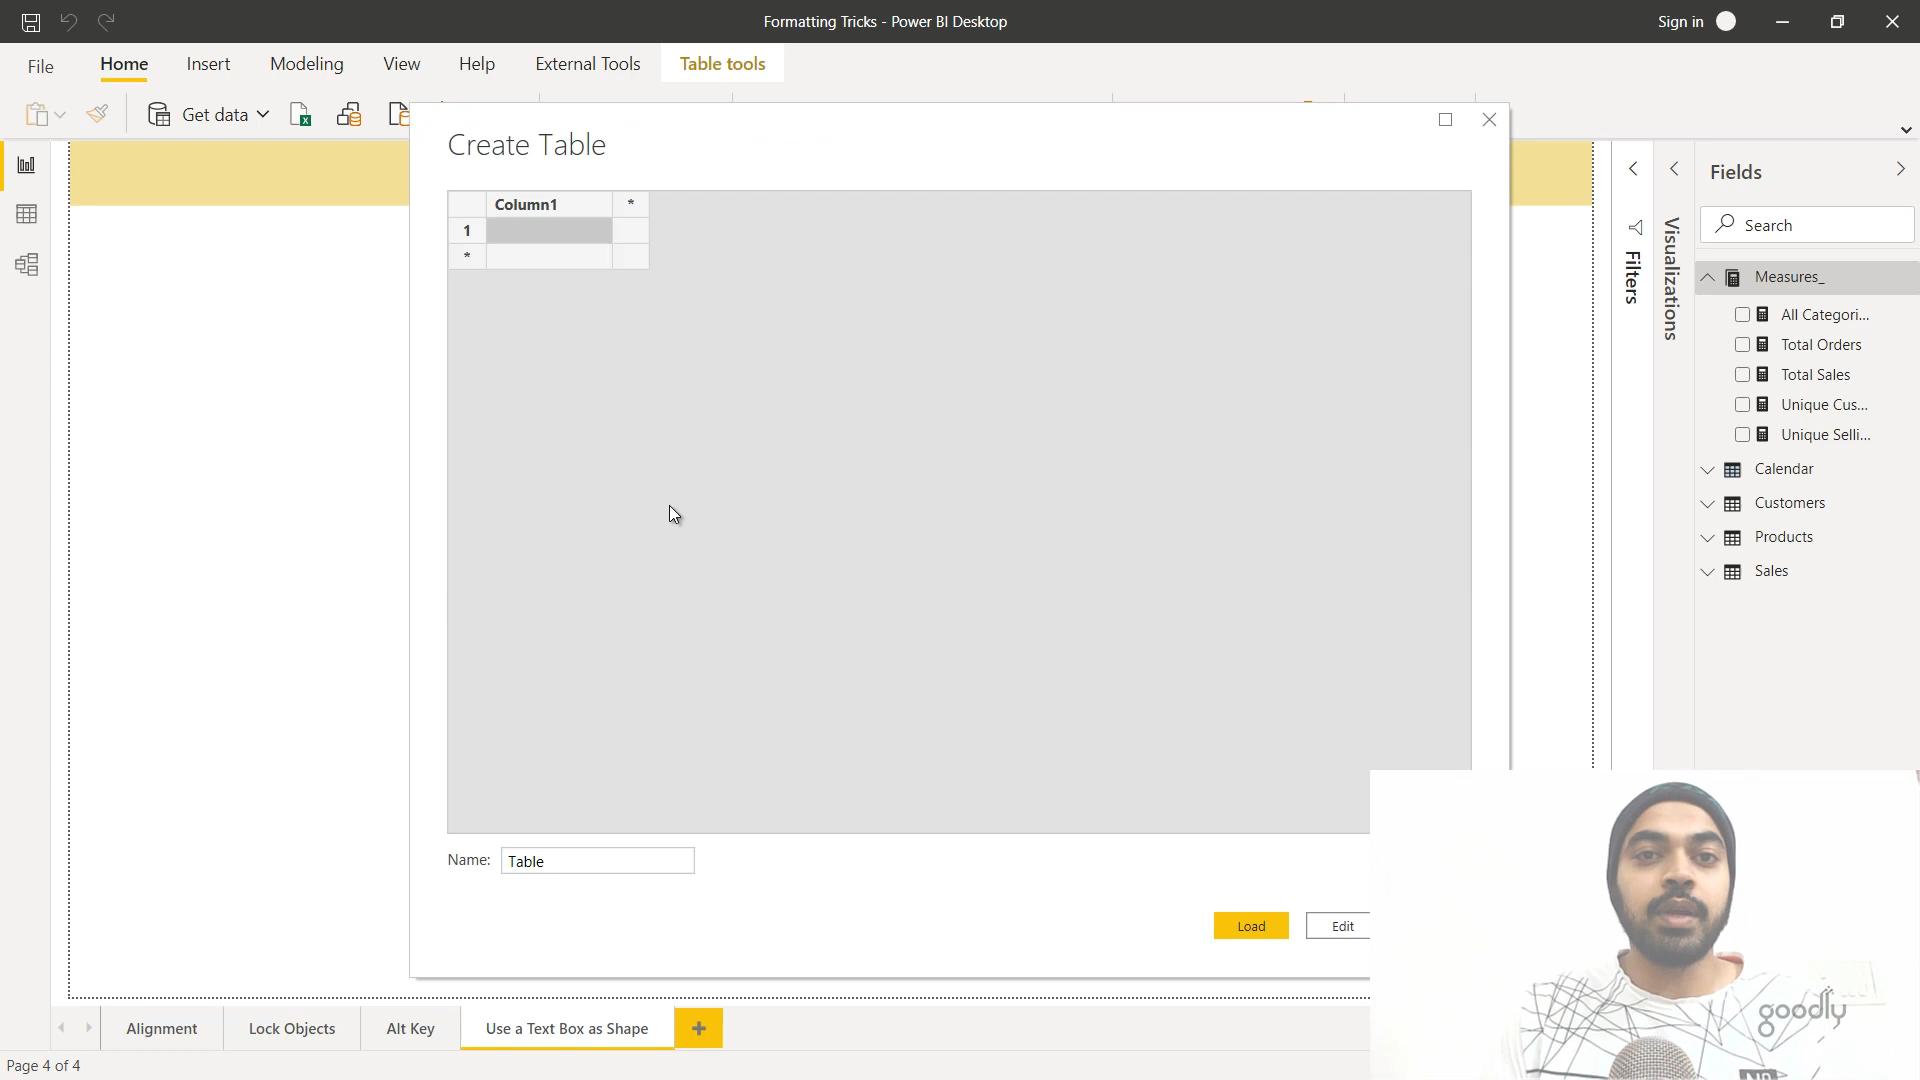 Formatting Tricks - Power BI Desktop
Sign in
File
Home
Insert
Modeling
View
Help
External Tools
Table tools
Get data
Create Table
Column1 *
1
*
Name: Table
Load
Edit
Filters
Visualizations
Fields
Search
Measures_
All Categori...
Total Orders
Total Sales
Unique Cus...
Unique Selli...
Calendar
Customers
Products
Sales
goodly
Alignment
Lock Objects
Alt Key
Use a Text Box as Shape
Page 4 of 4